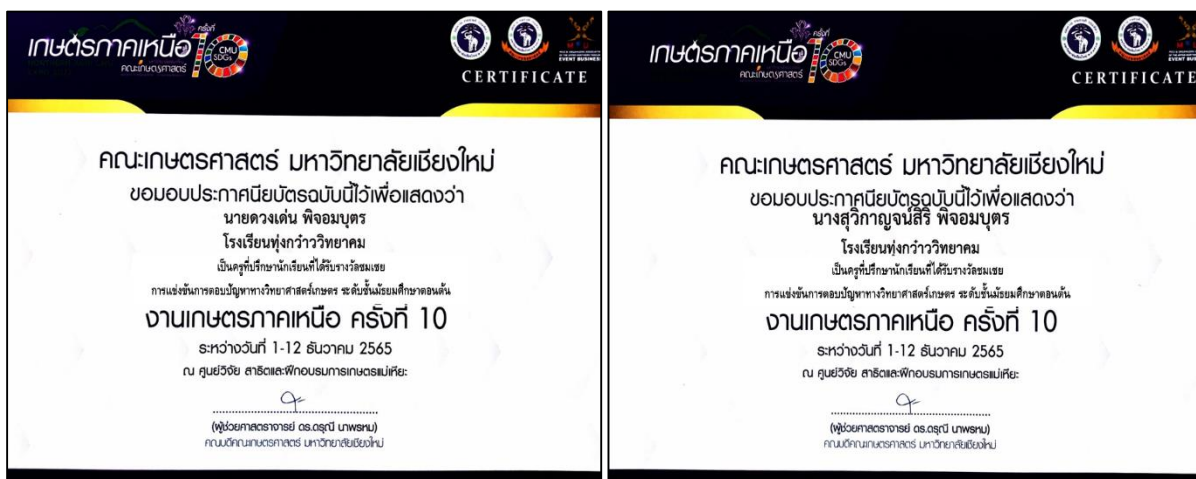 เกษตรภาคเหนือ ครั้งที่ 10
คณะเกษตรศาสตร์
CMU
SDGs
CERTIFICATE
คณะเกษตรศาสตร์ มหาวิทยาลัยเชียงใหม่
ขอมอบประกาศนียบัตรฉบับนี้ไว้เพื่อแสดงว่า
นายดวงเด่น พิจอมบุตร
โรงเรียนทุ่งกว๋าววิทยาคม
เป็นครูที่ปรึกษานักเรียนที่ได้รับรางวัลชมเชย
การแข่งขันการตอบปัญหาทางวิทยาศาสตร์เกษตร ระดับชั้นมัธยมศึกษาตอนต้น
งานเกษตรภาคเหนือ ครั้งที่ 10
ระหว่างวันที่ 1-12 ธันวาคม 2565
ณ ศูนย์วิจัย สาธิตและฝึกอบรมการเกษตรแม่เหียะ
(ผู้ช่วยศาสตราจารย์ ดร.ดรุณี นาพรหม)
คณบดีคณะเกษตรศาสตร์ มหาวิทยาลัยเชียงใหม่
เกษตรภาคเหนือ ครั้งที่ 10
คณะเกษตรศาสตร์
CMU
SDGs
CERTIFICATE
คณะเกษตรศาสตร์ มหาวิทยาลัยเชียงใหม่
ขอมอบประกาศนียบัตรฉบับนี้ไว้เพื่อแสดงว่า
นางสุวิกาญจน์สิริ พิจอมบุตร
โรงเรียนทุ่งกว๋าววิทยาคม
เป็นครูที่ปรึกษานักเรียนที่ได้รับรางวัลชมเชย
การแข่งขันการตอบปัญหาทางวิทยาศาสตร์เกษตร ระดับชั้นมัธยมศึกษาตอนต้น
งานเกษตรภาคเหนือ ครั้งที่ 10
ระหว่างวันที่ 1-12 ธันวาคม 2565
ณ ศูนย์วิจัย สาธิตและฝึกอบรมการเกษตรแม่เหียะ
(ผู้ช่วยศาสตราจารย์ ดร.ดรุณี นาพรหม)
คณบดีคณะเกษตรศาสตร์ มหาวิทยาลัยเชียงใหม่